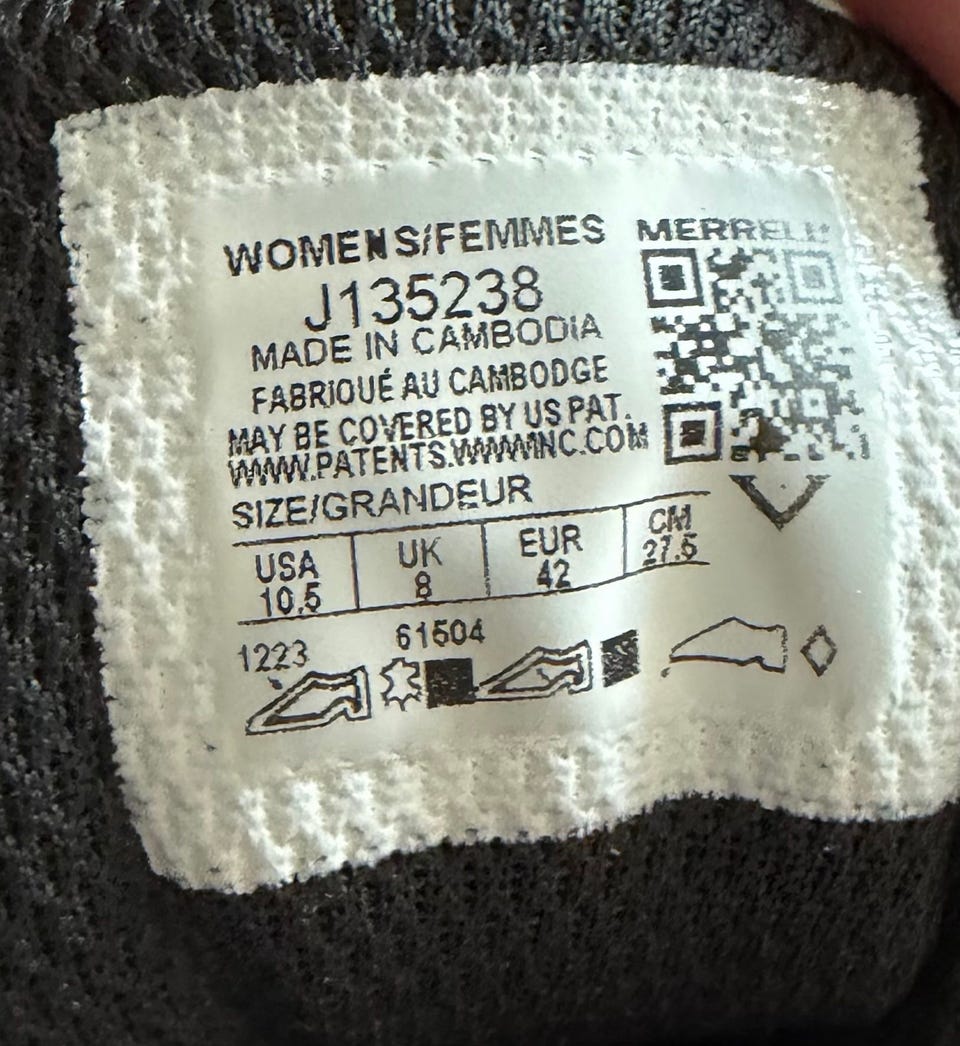 WOMENS/FEMMES
MERRELL
J135238
MADE IN CAMBODIA
FABRIQUÉ AU CAMBODGE
MAY BE COVERED BY US PAT.
WWW.PATENTS.WWWINC.COM
SIZE/GRANDEUR
USA UK EUR CM
10.5 8 42 27.5
1223 61504